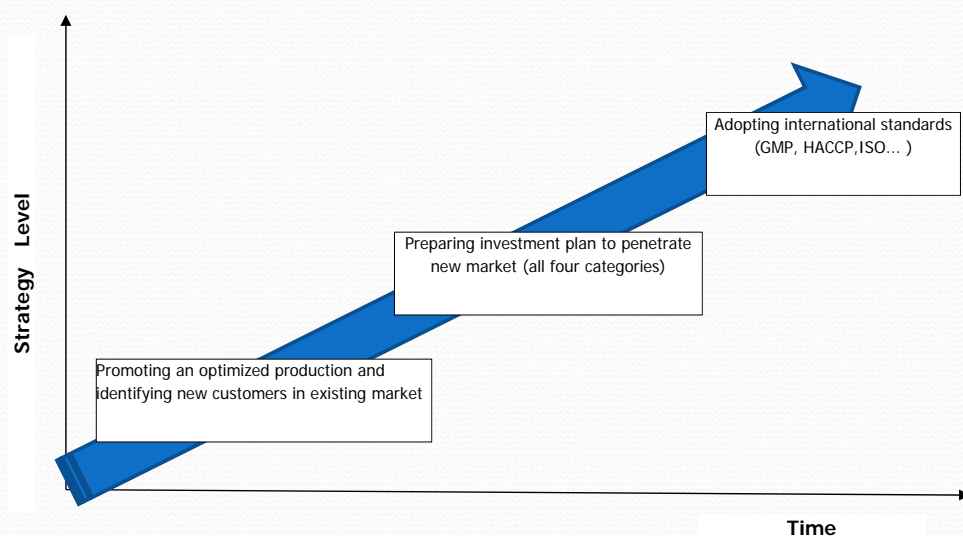 Adopting international standards
(GMP, HACCP,ISO... )
Preparing investment plan to penetrate
new market (all four categories)
Promoting an optimized production and
identifying new customers in existing market
Strategy Level
Time